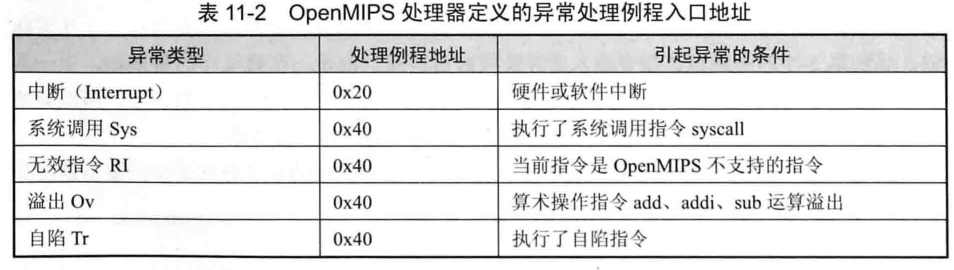 表 11-2 OpenMIPS 处理器定义的异常处理例程入口地址
异常类型 处理例程地址 引起异常的条件
中断（Interrupt） 0x20 硬件或软件中断
系统调用 Sys 0x40 执行了系统调用指令 syscall
无效指令 RI 0x40 当前指令是 OpenMIPS 不支持的指令
溢出 Ov 0x40 算术操作指令 add、addi、sub 运算溢出
自陷 Tr 0x40 执行了自陷指令